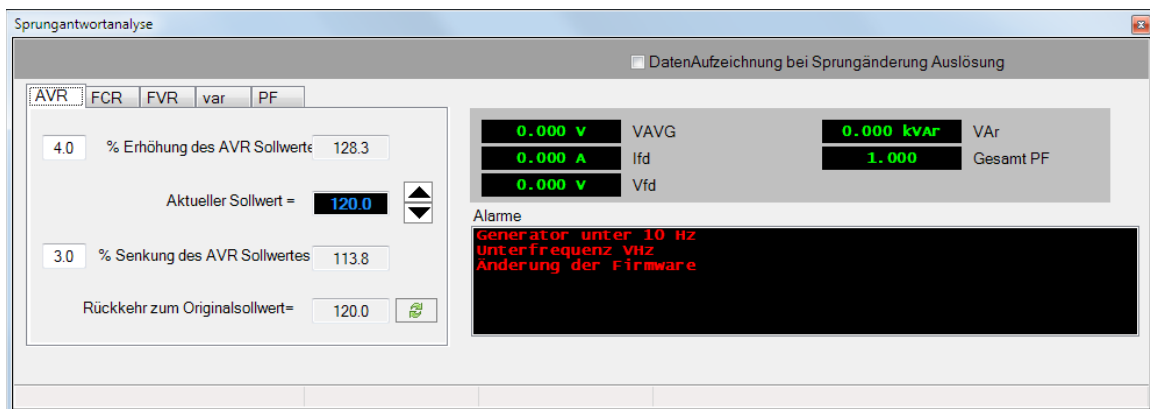 Sprungantwortanalyse
DatenAufzeichnung bei Sprungänderung Auslösung
AVR FCR FVR var PF
4.0 % Erhöhung des AVR Sollwerte 128.3
Aktueller Sollwert = 120.0
3.0 % Senkung des AVR Sollwertes 113.8
Rückkehr zum Originalsollwert= 120.0
0.000 V VAVG 0.000 kVAr VAr
0.000 A Ifd 1.000 Gesamt PF
0.000 V Vfd
Alarme
Generator unter 10 Hz
Unterfrequenz VHz
Änderung der Firmware